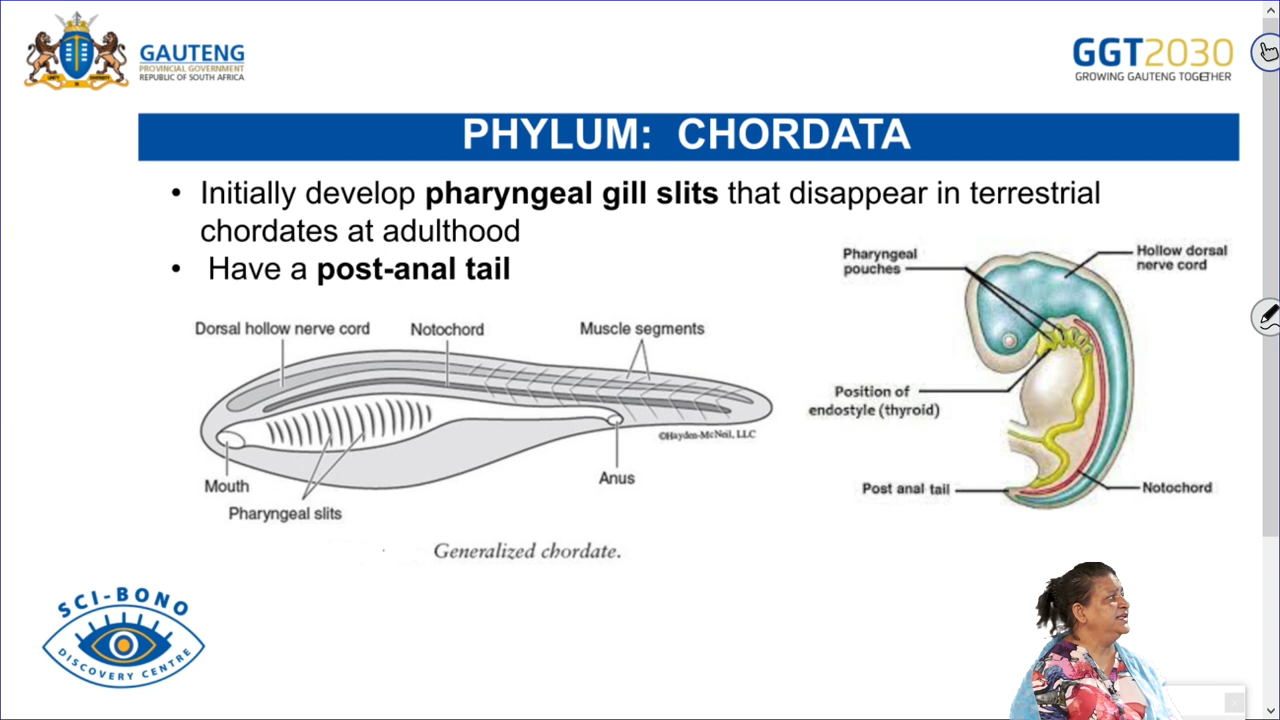 GAUTENG
PROVINCIAL GOVERNMENT
REPUBLIC OF SOUTH AFRICA
GGT2030
GROWING GAUTENG TOGETHER
PHYLUM: CHORDATA
• Initially develop pharyngeal gill slits that disappear in terrestrial
chordates at adulthood
• Have a post-anal tail
Dorsal hollow nerve cord
Notochord
Muscle segments
©Hayden-McNeil, LLC
Mouth
Anus
Pharyngeal slits
Generalized chordate.
Pharyngeal
pouches
Hollow dorsal
nerve cord
Position of
endostyle (thyroid)
Post anal tail
Notochord
SCI-BONO
DISCOVERY CENTRE